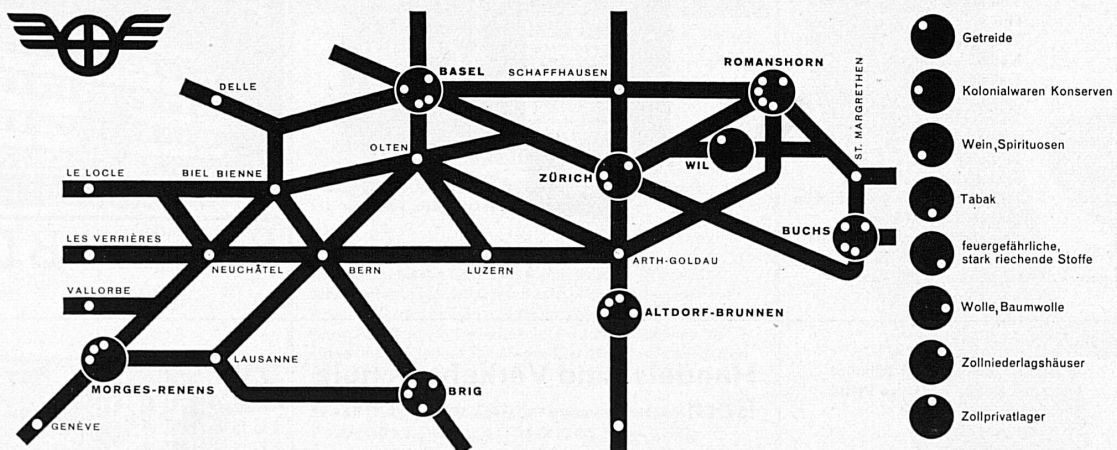 DELLE
BASEL
SCHAFFHAUSEN
ROMANSHORN
ST. MARGRETHEN
OLTEN
LE LOCLE
BIEL BIENNE
ZÜRICH
WIL
LES VERRIÈRES
NEUCHÂTEL
BERN
LUZERN
ARTH-GOLDAU
BUCHS
VALLORBE
ALTDORF-BRUNNEN
LAUSANNE
MORGES-RENENS
BRIG
GENÈVE
Getreide
Kolonialwaren Konserven
Wein, Spirituosen
Tabak
feuergefährliche,
stark riechende Stoffe
Wolle, Baumwolle
Zollniederlagshäuser
Zollprivatlager